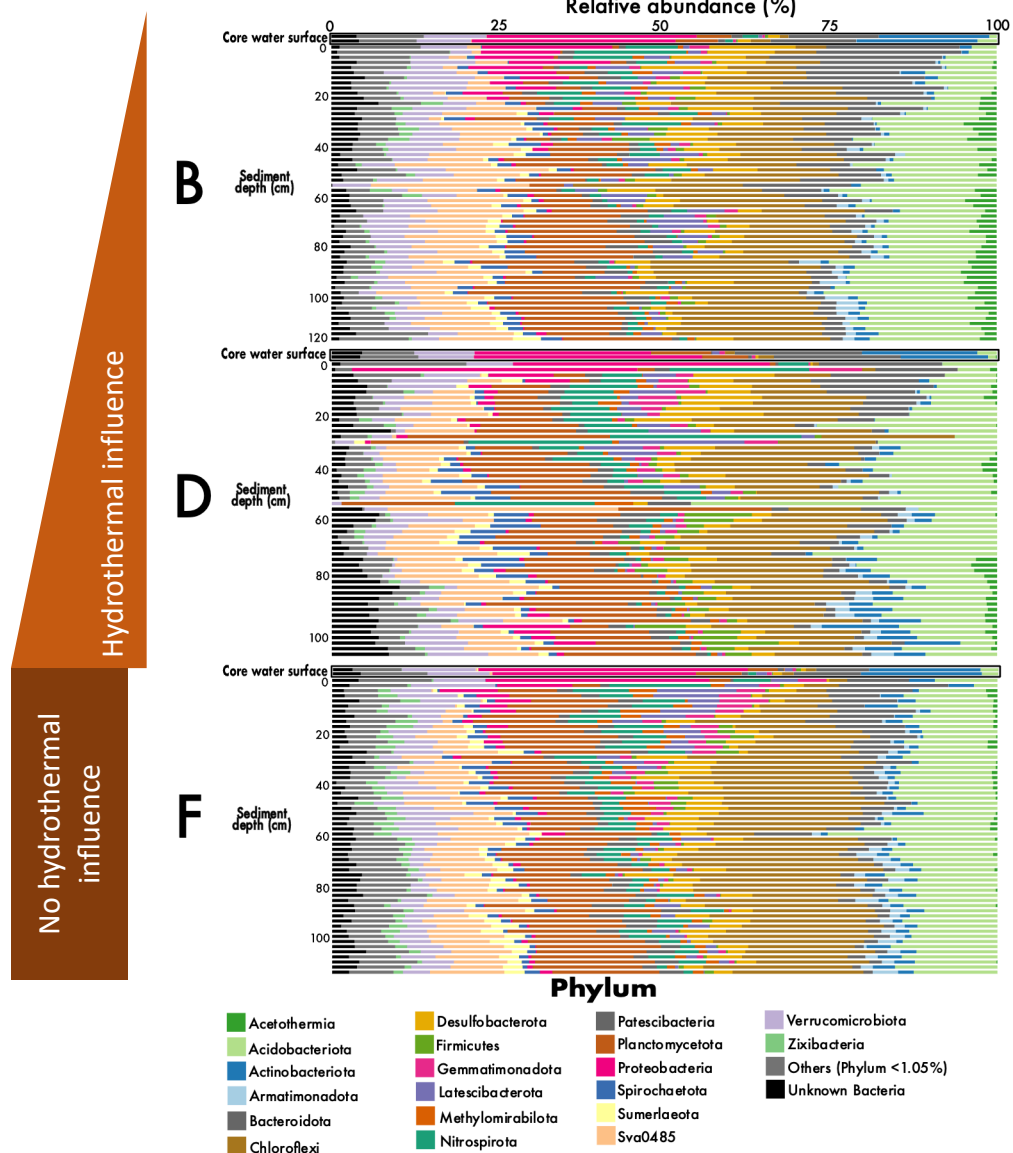 Relative abundance (%)
0 25 50 75 100
Core water surface
0
20
40
60
80
100
120
B
Sediment
depth (cm)
Core water surface
0
20
40
60
80
100
D
Sediment
depth (cm)
Core water surface
0
20
40
60
80
100
F
Sediment
depth (cm)
Hydrothermal influence
No hydrothermal
influence
Phylum
Acetothermia
Acidobacteriota
Actinobacteriota
Armatimonadota
Bacteroidota
Chloroflexi
Desulfobacterota
Firmicutes
Gemmatimonadota
Latescibacterota
Methylomirabilota
Nitrospirota
Patescibacteria
Planctomycetota
Proteobacteria
Spirochaetota
Sumerlaeota
Sva0485
Verrucomicrobiota
Zixibacteria
Others (Phylum <1.05%)
Unknown Bacteria